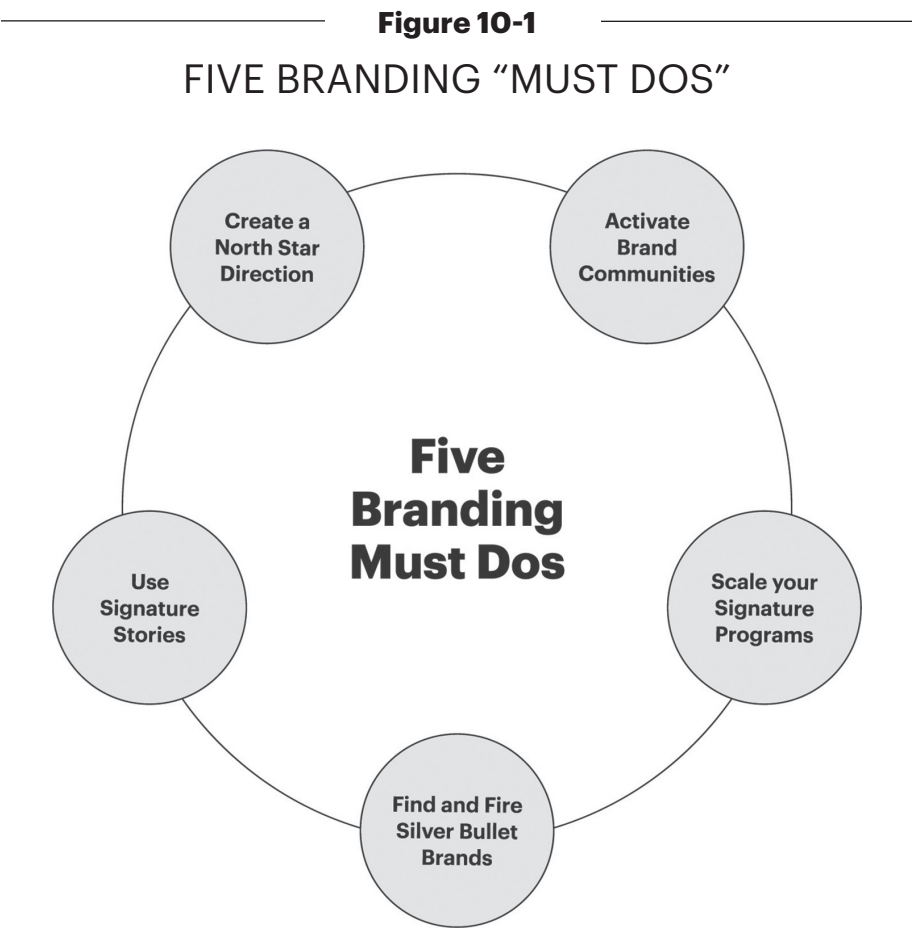 Figure 10-1
FIVE BRANDING “MUST DOS”
Create a
North Star
Direction
Activate
Brand
Communities
Five
Branding
Must Dos
Use
Signature
Stories
Scale your
Signature
Programs
Find and Fire
Silver Bullet
Brands